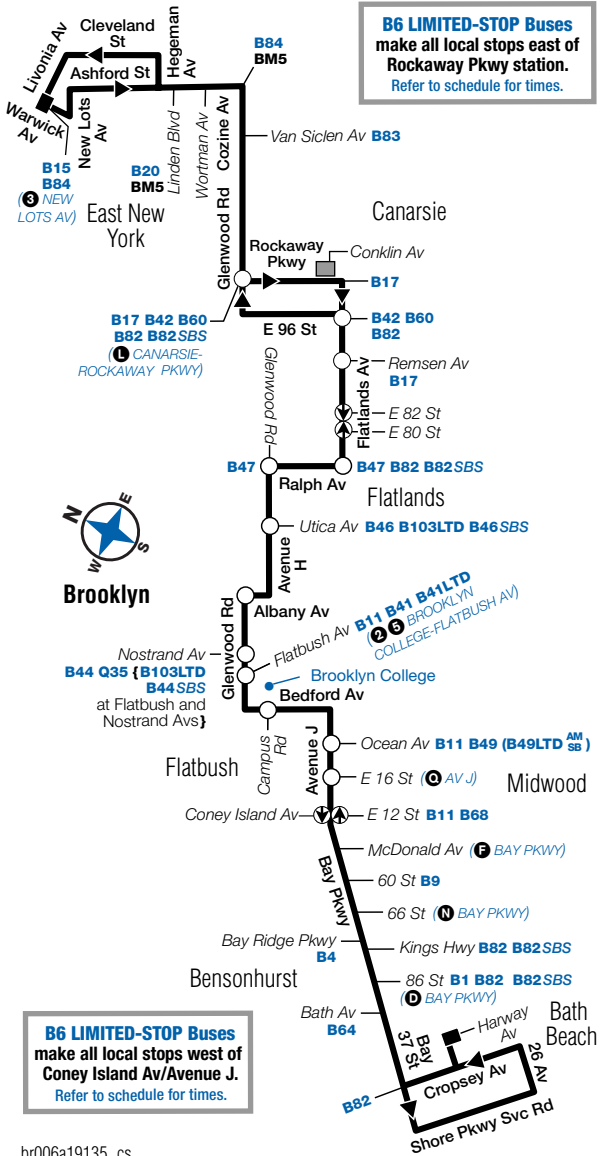 Cleveland
St
Livonia Av
Ashford St
Hegeman
Av
Warwick
Av
New Lots
Av
B84
BM5
B6 LIMITED-STOP Buses
make all local stops east of
Rockaway Pkwy station.
Refer to schedule for times.
B15
B84
(3 NEW
LOTS AV)
B20
BM5
Linden Blvd
Wortman Av
Cozine Av
Van Siclen Av B83
East New
York
Canarsie
Glenwood Rd
Rockaway
Pkwy
Conklin Av
B17
B17 B42 B60
B82 B82SBS
(L CANARSIE-
ROCKAWAY PKWY)
E 96 St
B42 B60
B82
Remsen Av
B17
Flatlands Av
E 82 St
E 80 St
Glenwood Rd
B47
Ralph Av
B47 B82 B82SBS
Flatlands
Utica Av B46 B103LTD B46SBS
Avenue
H
N
E
S
W
Brooklyn
Albany Av
Glenwood Rd
Nostrand Av
B44 Q35 {B103LTD
B44SBS
at Flatbush and
Nostrand Avs}
Flatbush Av B11 B41 B41LTD
(2 5 BROOKLYN
COLLEGE-FLATBUSH AV)
Brooklyn College
Bedford Av
Campus
Rd
Flatbush
Avenue J
Ocean Av B11 B49 (B49LTD AM SB)
E 16 St (Q AV J)
Midwood
Coney Island Av
E 12 St B11 B68
McDonald Av (F BAY PKWY)
Bay Pkwy
60 St B9
66 St (N BAY PKWY)
Bay Ridge Pkwy
B4
Kings Hwy B82 B82SBS
Bensonhurst
86 St B1 B82 B82SBS
(D BAY PKWY)
Bath Av
B64
Bay
37 St
Harway
Av
Bath
Beach
B6 LIMITED-STOP Buses
make all local stops west of
Coney Island Av/Avenue J.
Refer to schedule for times.
B82
Cropsey Av
26 Av
Shore Pkwy Svc Rd
br006a19135_cs